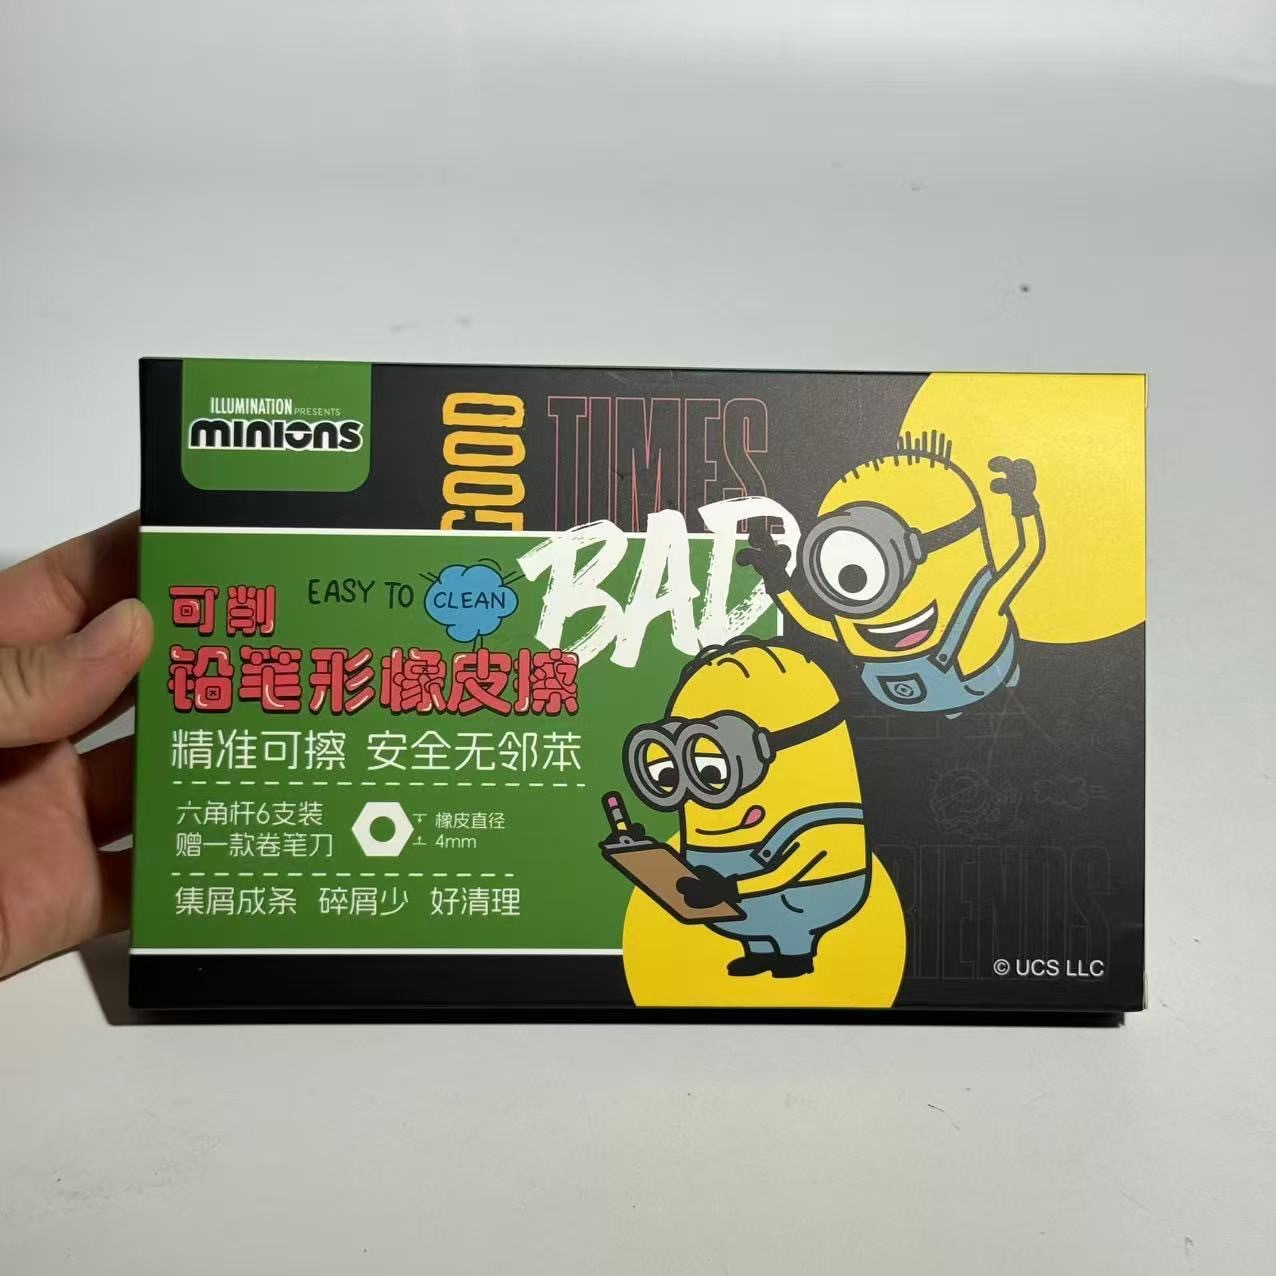 ILLUMINATION PRESENTS
minions
GOOD
TIMES
BAD
EASY TO CLEAN
可削
铅笔形橡皮擦
精准可擦 安全无邻苯
六角杆6支装
赠一款卷笔刀
橡皮直径
4mm
集屑成条 碎屑少 好清理
RIENDS
© UCS LLC